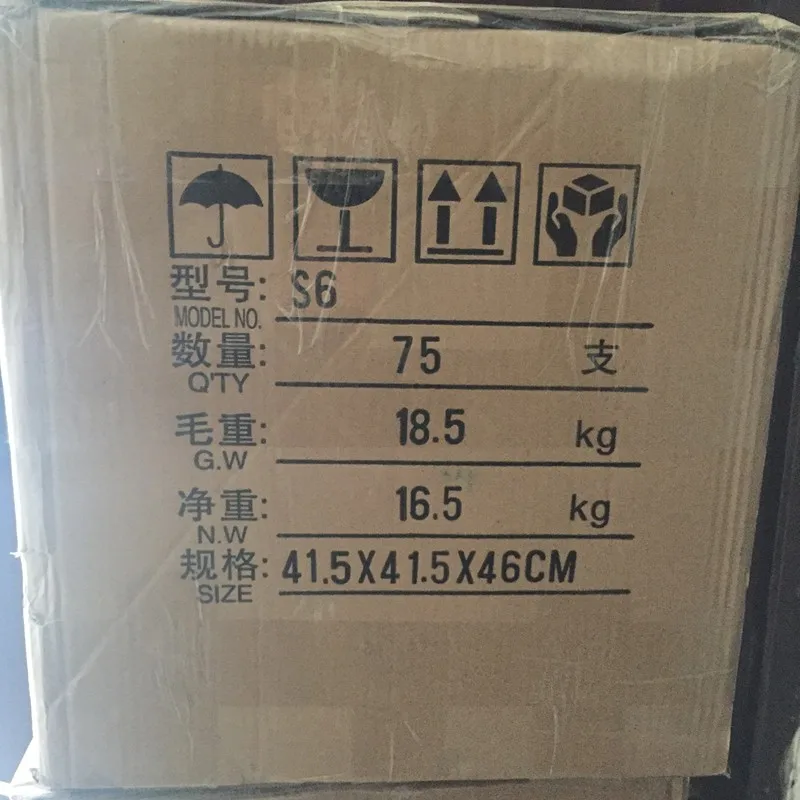 型号: S6
MODEL NO.
数量: 75 支
Q'TY
毛重: 18.5 kg
G.W
净重: 16.5 kg
N.W
规格: 41.5X41.5X46CM
SIZE